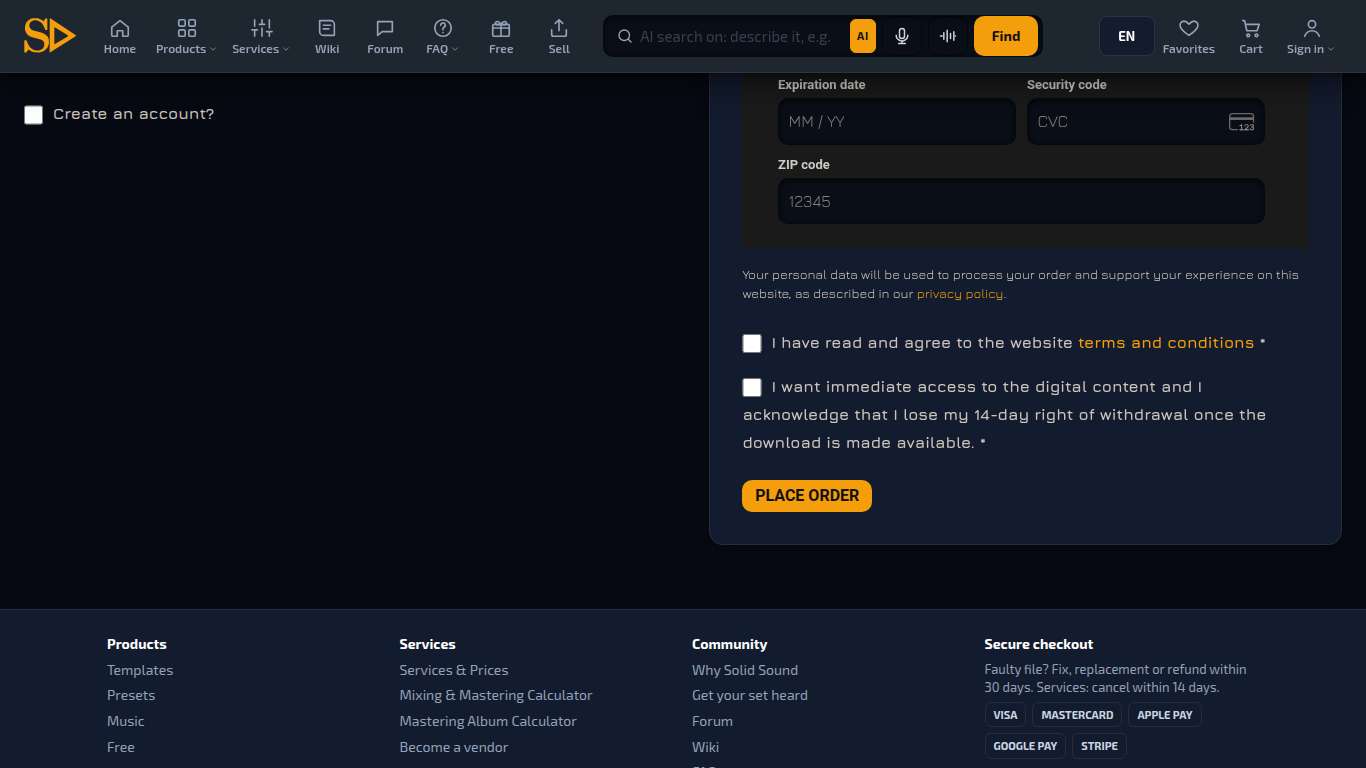 Home
Products
Services
Wiki
Forum
FAQ
Free
Sell
AI search on: describe it, e.g.
AI
Find
EN
Favorites
Cart
Sign in
Create an account?
Expiration date
Security code
MM / YY
CVC
123
ZIP code
12345
Your personal data will be used to process your order and support your experience on this
website, as described in our privacy policy.
I have read and agree to the website terms and conditions *
I want immediate access to the digital content and I
acknowledge that I lose my 14-day right of withdrawal once the
download is made available. *
PLACE ORDER
Products
Templates
Presets
Music
Free
Services
Services & Prices
Mixing & Mastering Calculator
Mastering Album Calculator
Become a vendor
Community
Why Solid Sound
Get your set heard
Forum
Wiki
Secure checkout
Faulty file? Fix, replacement or refund within
30 days. Services: cancel within 14 days.
VISA
MASTERCARD
APPLE PAY
GOOGLE PAY
STRIPE